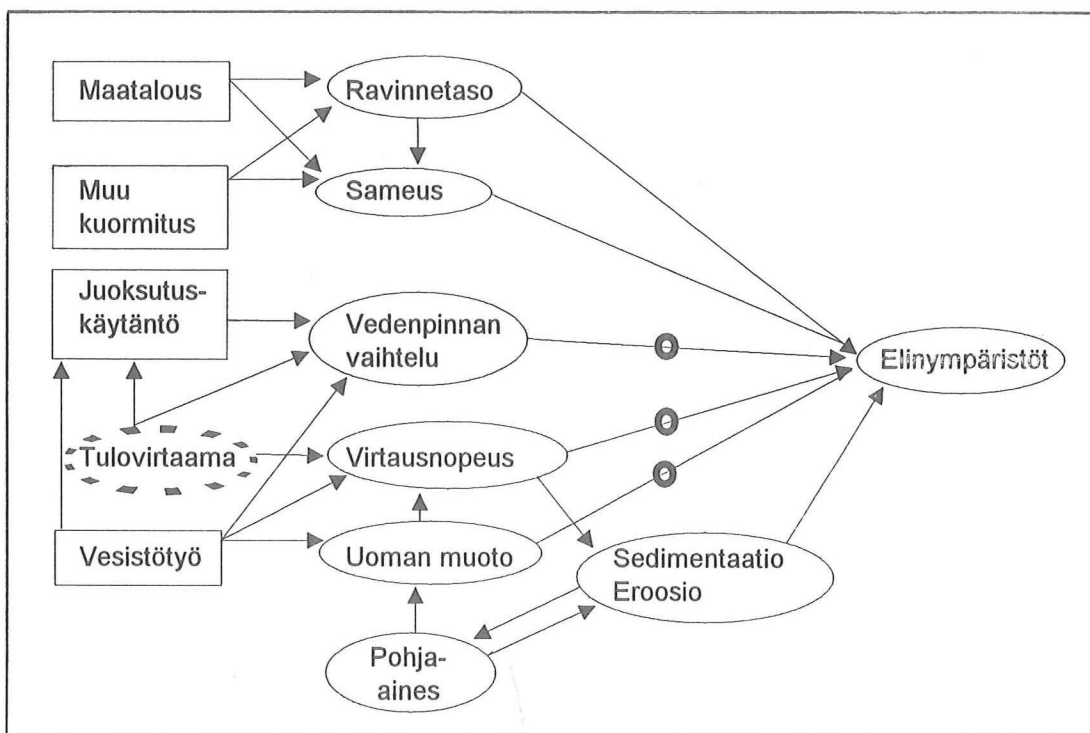 Maatalous
Ravinnetaso
Sameus
Muu
kuormitus
Juoksutus-
käytäntö
Vedenpinnan
vaihtelu
Elinympäristöt
Tulovirtaama
Virtausnopeus
Vesistötyö
Uoman muoto
Sedimentaatio
Eroosio
Pohja-
aines